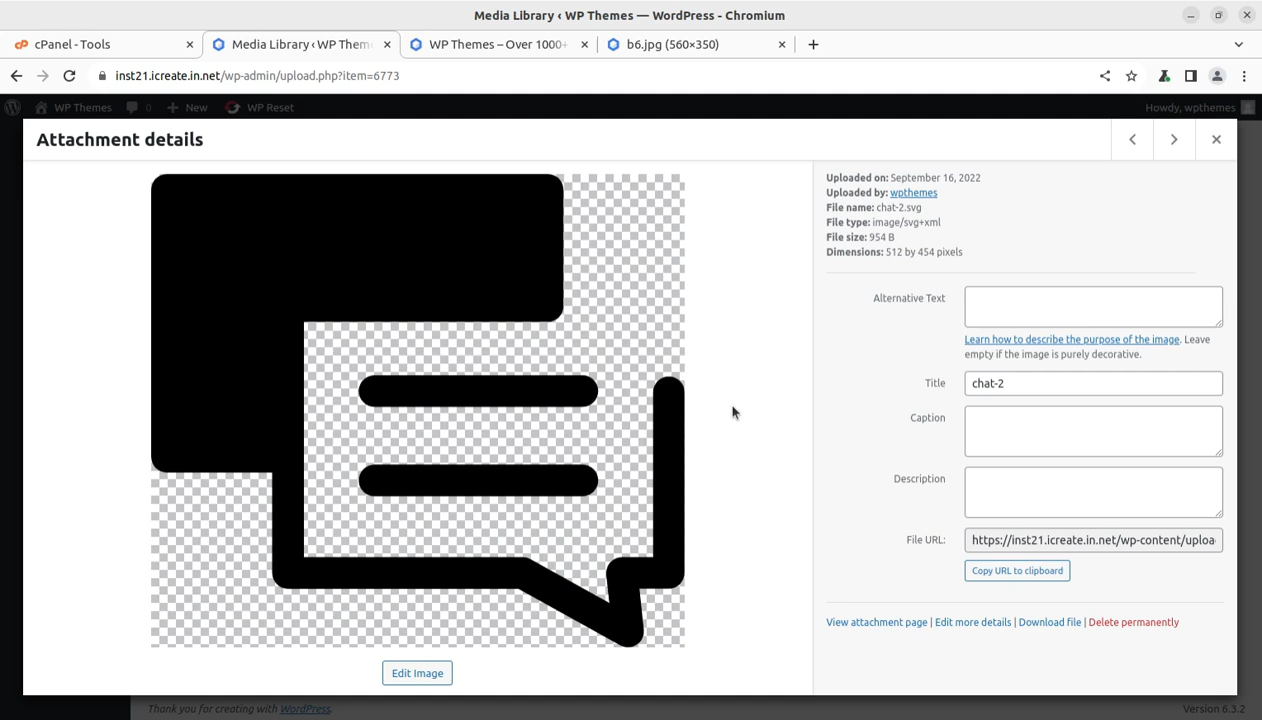 Media Library ‹ WP Themes — WordPress - Chromium
cPanel - Tools
Media Library ‹ WP Them
WP Themes – Over 1000+
b6.jpg (560×350)
inst21.icreate.in.net/wp-admin/upload.php?item=6773
WP Themes 0 New WP Reset Howdy, wpthemes
Attachment details
Uploaded on: September 16, 2022
Uploaded by: wpthemes
File name: chat-2.svg
File type: image/svg+xml
File size: 954 B
Dimensions: 512 by 454 pixels
Alternative Text
Learn how to describe the purpose of the image. Leave
empty if the image is purely decorative.
Title chat-2
Caption
Description
File URL: https://inst21.icreate.in.net/wp-content/uploa
Copy URL to clipboard
View attachment page | Edit more details | Download file | Delete permanently
Edit Image
Thank you for creating with WordPress. Version 6.3.2